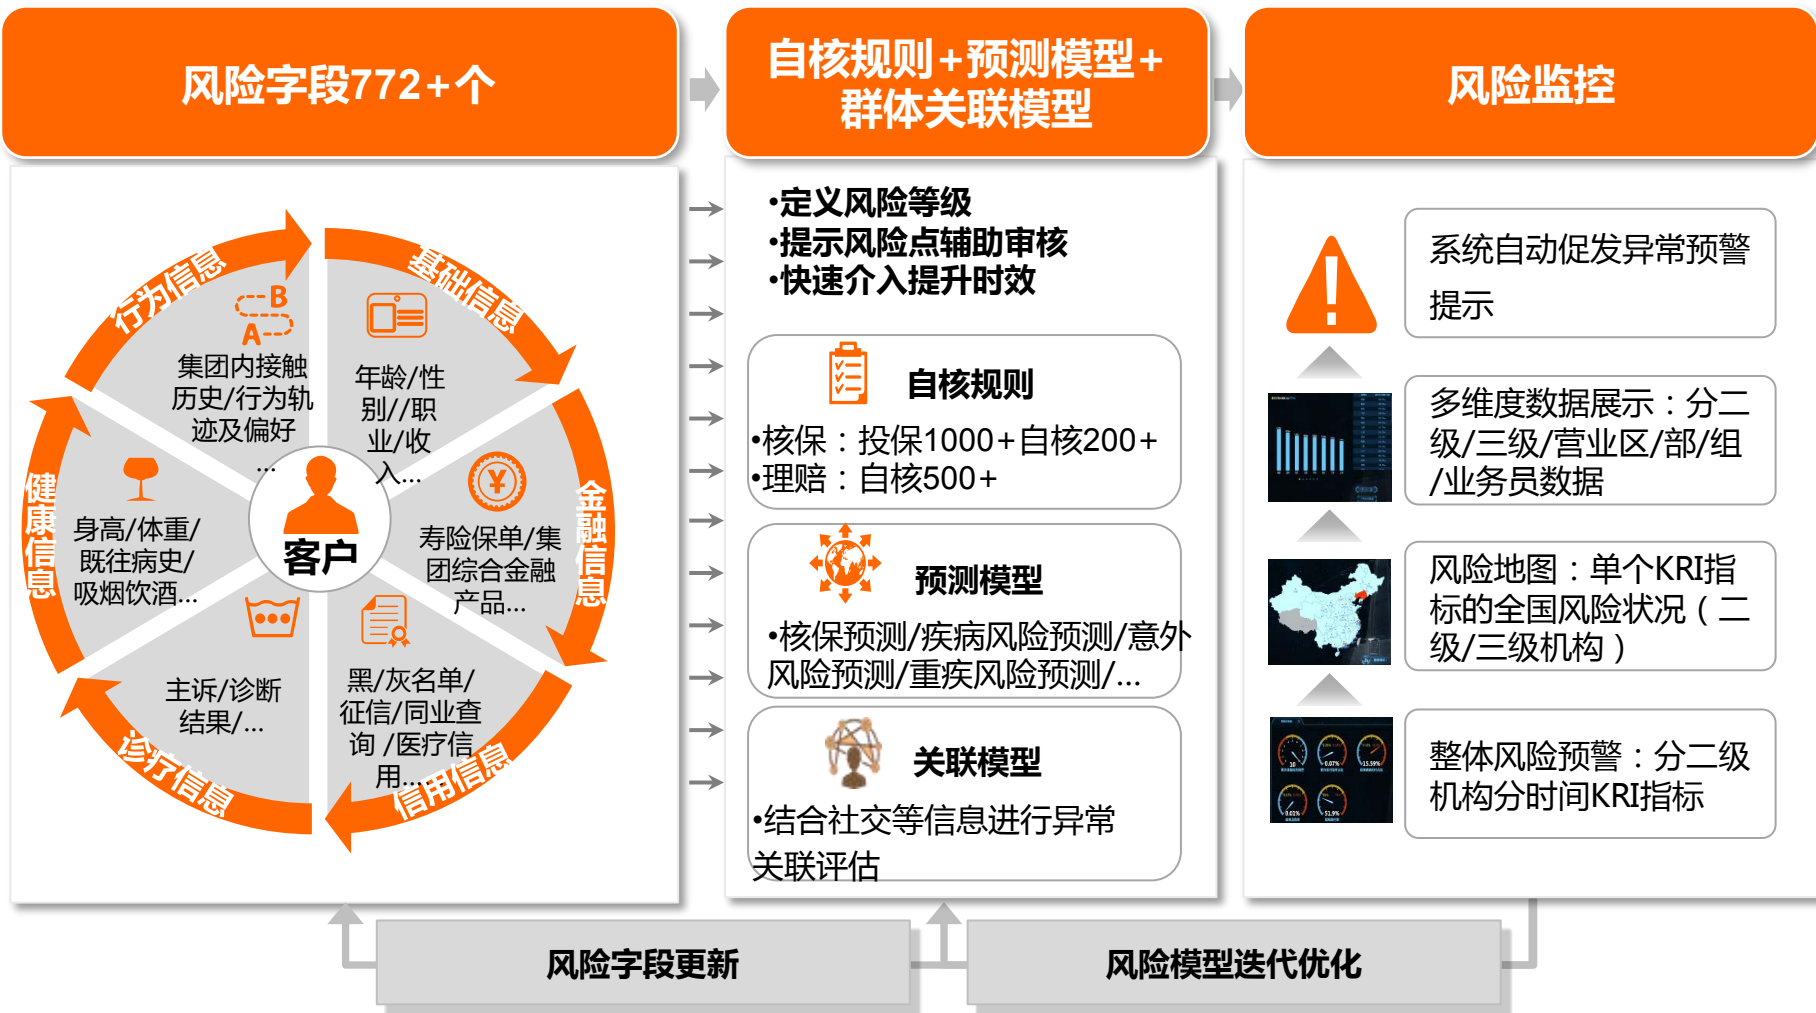 风险字段772+个
自核规则+预测模型+
群体关联模型
风险监控
行为信息
基础信息
金融信息
信用信息
诊疗信息
健康信息
B
A
集团内接触
历史/行为轨
迹及偏好
...
年龄/性
别//职
业/收
入...
¥
寿险保单/集
团综合金融
产品...
黑/灰名单/
征信/同业查
询 /医疗信
用...
主诉/诊断
结果/...
身高/体重/
既往病史/
吸烟饮酒...
客户
•定义风险等级
•提示风险点辅助审核
•快速介入提升时效
自核规则
•核保：投保1000+自核200+
•理赔：自核500+
预测模型
•核保预测/疾病风险预测/意外
风险预测/重疾风险预测/...
关联模型
•结合社交等信息进行异常
关联评估
系统自动促发异常预警
提示
多维度数据展示：分二
级/三级/营业区/部/组
/业务员数据
风险地图：单个KRI指
标的全国风险状况（二
级/三级机构）
整体风险预警：分二级
机构分时间KRI指标
10
0.07%
15.59%
0.01%
51.9%
风险字段更新
风险模型迭代优化